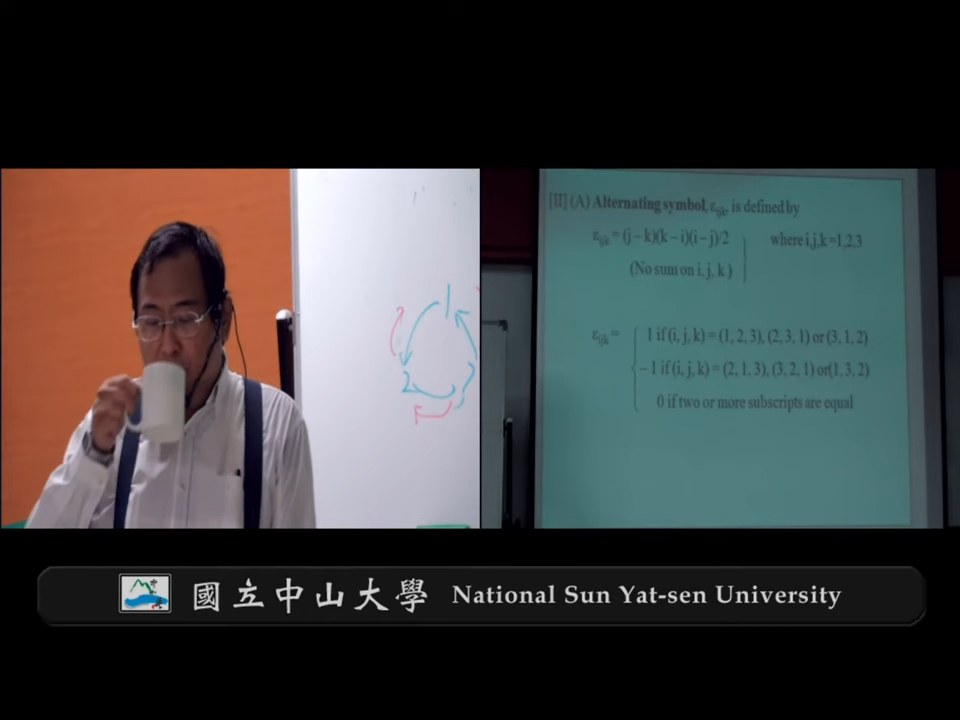 1
2
3
[II] (A) Alternating symbol, εijk, is defined by
εijk = (j − k)(k − i)(i − j)/2 where i,j,k=1,2,3
(No sum on i, j, k )
εijk =
1 if (i, j, k) = (1, 2, 3), (2, 3, 1) or (3, 1, 2)
− 1 if (i, j, k) = (2, 1, 3), (3, 2, 1) or(1, 3, 2)
0 if two or more subscripts are equal
國立中山大學 National Sun Yat-sen University